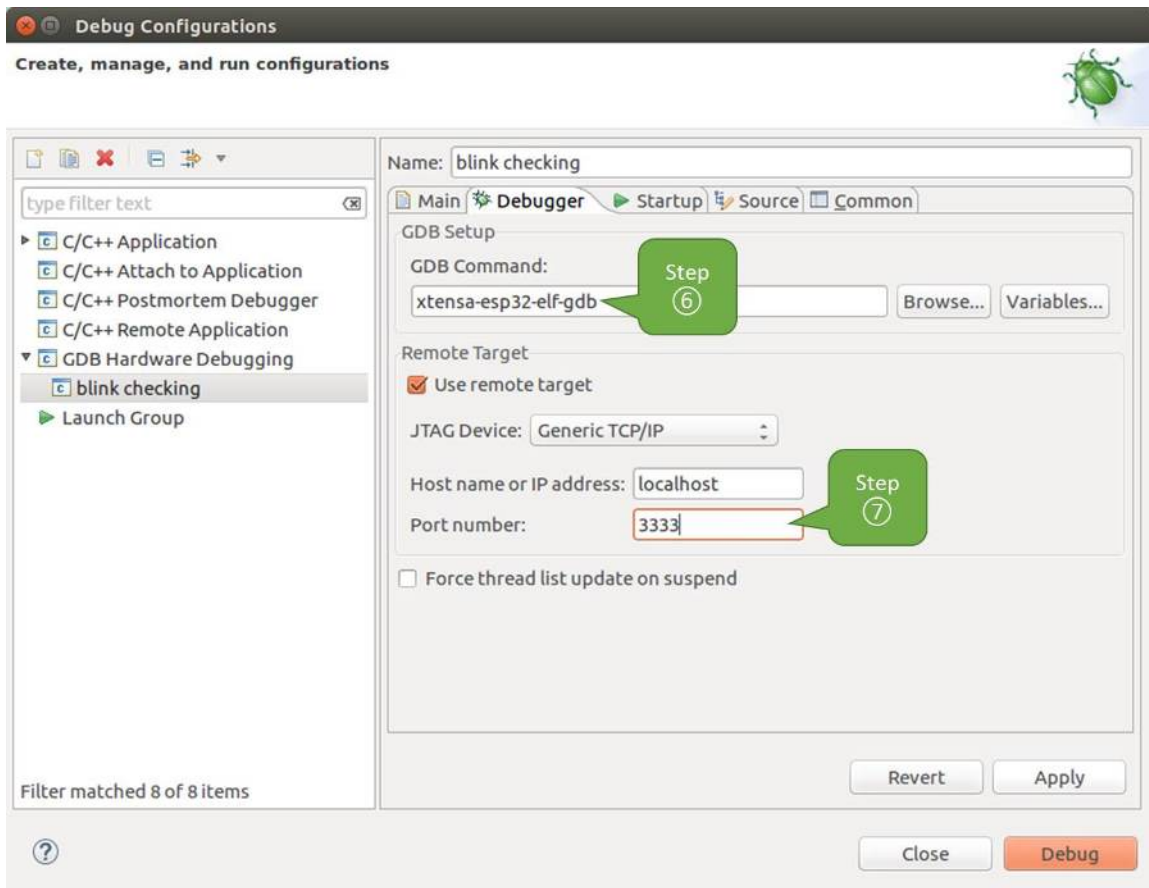 Debug Configurations
Create, manage, and run configurations
type filter text
C/C++ Application
C/C++ Attach to Application
C/C++ Postmortem Debugger
C/C++ Remote Application
GDB Hardware Debugging
blink checking
Launch Group
Filter matched 8 of 8 items
Name: blink checking
Main Debugger Startup Source Common
GDB Setup
GDB Command:
xtensa-esp32-elf-gdb
Browse... Variables...
Step
⑥
Remote Target
Use remote target
JTAG Device: Generic TCP/IP
Host name or IP address: localhost
Port number: 3333
Step
⑦
Force thread list update on suspend
Revert Apply
Close Debug